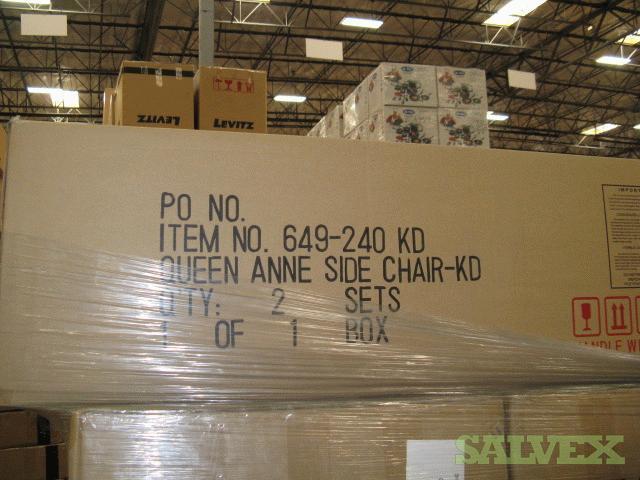 LEVITZ
LEVITZ
PO NO.
ITEM NO. 649-240 KD
QUEEN ANNE SIDE CHAIR-KD
Q'TY: 2 SETS
1 OF 1 BOX
HANDLE
SALVEX